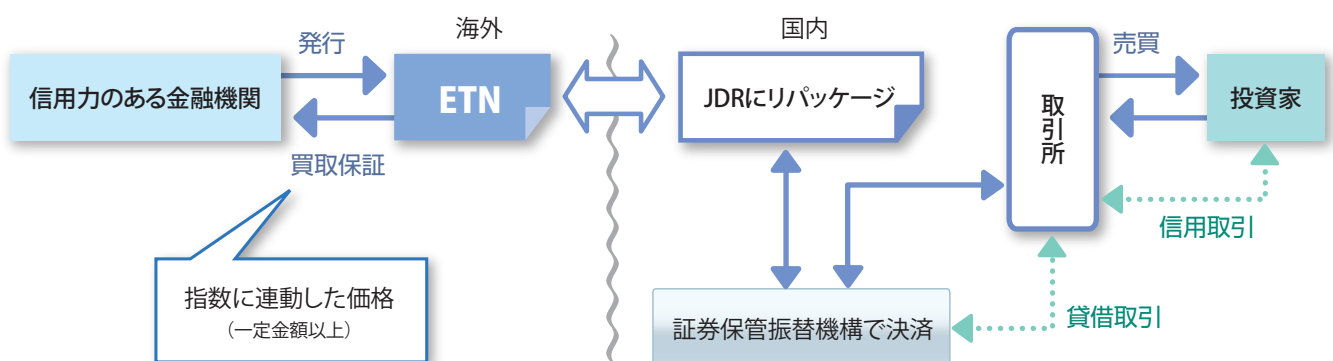 海外
国内
発行
売買
信用力のある金融機関
ETN
JDRにリパッケージ
取引所
投資家
買取保証
信用取引
指数に連動した価格
（一定金額以上）
証券保管振替機構で決済
貸借取引